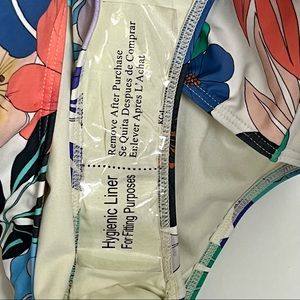 Remove After Purchase
Se Quita Despues de Comprar
Enlever Apres L'Achat
Hygienic Liner
For Fitting Purposes